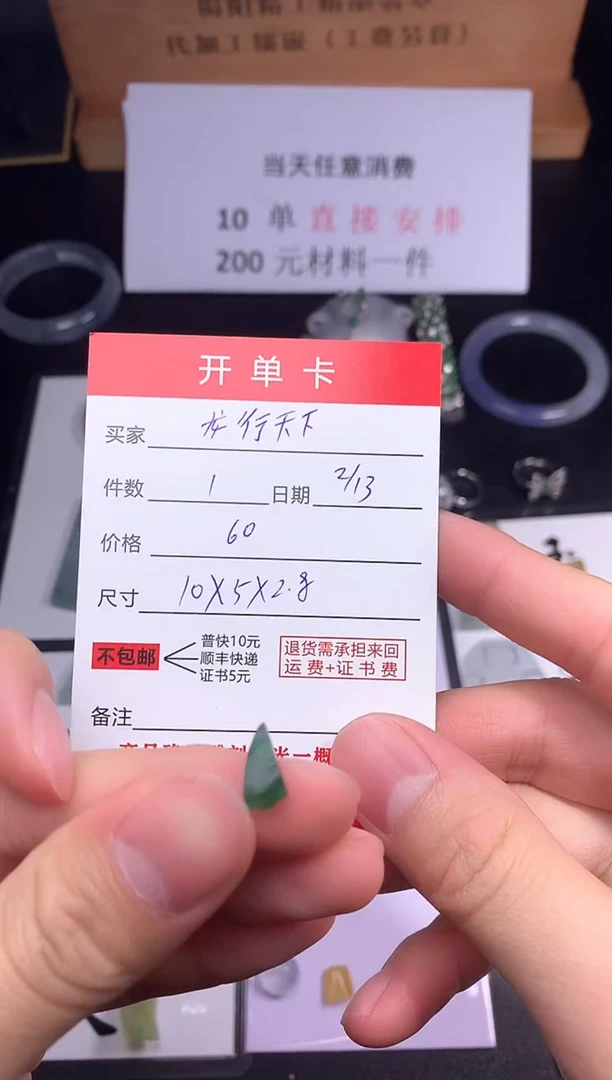 代加工镶嵌（工费另算）
当天任意消费
10 单 直接安排
200 元材料一件
开单卡
买家 龙行天下
件数 1 日期 2/13
价格 60
尺寸 10X5X2.8
不包邮
普快10元
顺丰快递
证书5元
退货需承担来回
运费+证书费
备注